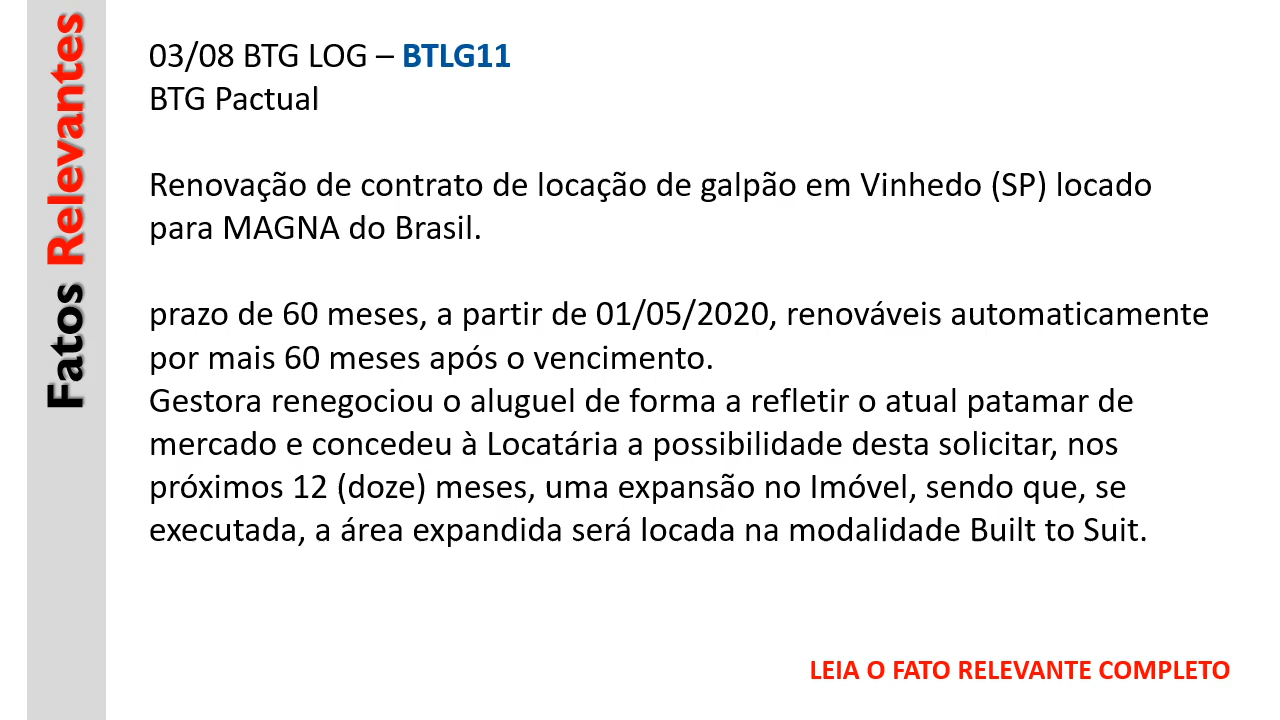 Fatos Relevantes
03/08 BTG LOG – BTLG11
BTG Pactual
Renovação de contrato de locação de galpão em Vinhedo (SP) locado
para MAGNA do Brasil.
prazo de 60 meses, a partir de 01/05/2020, renováveis automaticamente
por mais 60 meses após o vencimento.
Gestora renegociou o aluguel de forma a refletir o atual patamar de
mercado e concedeu à Locatária a possibilidade desta solicitar, nos
próximos 12 (doze) meses, uma expansão no Imóvel, sendo que, se
executada, a área expandida será locada na modalidade Built to Suit.
LEIA O FATO RELEVANTE COMPLETO